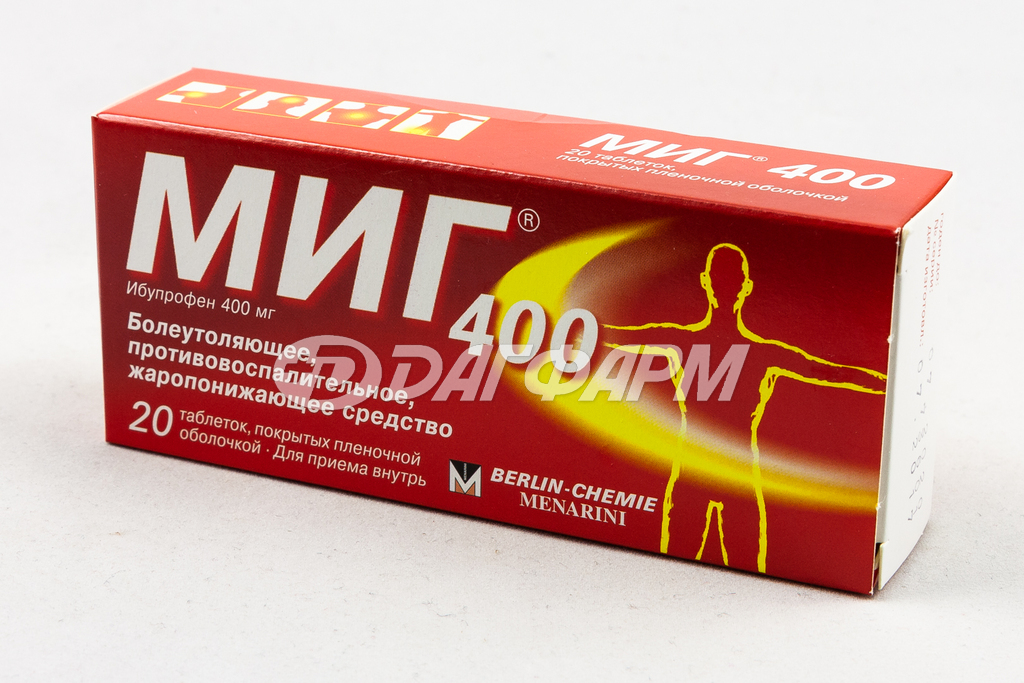 МИГ® 400
20 таблеток,
покрытых пленочной оболочкой
МИГ®
400
Ибупрофен 400 мг
Болеутоляющее,
противовоспалительное,
жаропонижающее средство
20 таблеток, покрытых пленочной
оболочкой · Для приема внутрь
BERLIN-CHEMIE
MENARINI
ДАГФАРМ